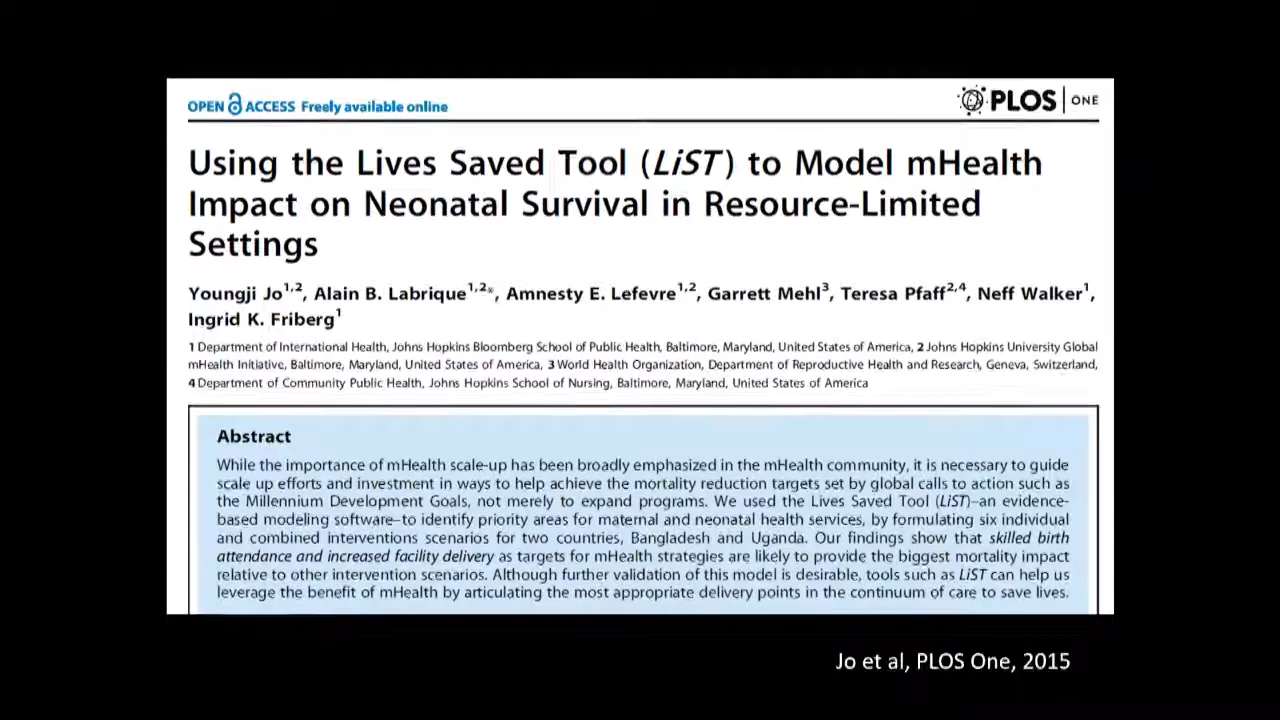 OPEN ACCESS Freely available online
PLOS ONE
Using the Lives Saved Tool (LiST) to Model mHealth
Impact on Neonatal Survival in Resource-Limited
Settings
Youngji Jo1,2, Alain B. Labrique1,2*, Amnesty E. Lefevre1,2, Garrett Mehl3, Teresa Pfaff2,4, Neff Walker1,
Ingrid K. Friberg1
1 Department of International Health, Johns Hopkins Bloomberg School of Public Health, Baltimore, Maryland, United States of America, 2 Johns Hopkins University Global
mHealth Initiative, Baltimore, Maryland, United States of America, 3 World Health Organization, Department of Reproductive Health and Research, Geneva, Switzerland,
4 Department of Community Public Health, Johns Hopkins School of Nursing, Baltimore, Maryland, United States of America
Abstract
While the importance of mHealth scale-up has been broadly emphasized in the mHealth community, it is necessary to guide
scale up efforts and investment in ways to help achieve the mortality reduction targets set by global calls to action such as
the Millennium Development Goals, not merely to expand programs. We used the Lives Saved Tool (LiST)–an evidence-
based modeling software–to identify priority areas for maternal and neonatal health services, by formulating six individual
and combined interventions scenarios for two countries, Bangladesh and Uganda. Our findings show that skilled birth
attendance and increased facility delivery as targets for mHealth strategies are likely to provide the biggest mortality impact
relative to other intervention scenarios. Although further validation of this model is desirable, tools such as LiST can help us
leverage the benefit of mHealth by articulating the most appropriate delivery points in the continuum of care to save lives.
Jo et al, PLOS One, 2015